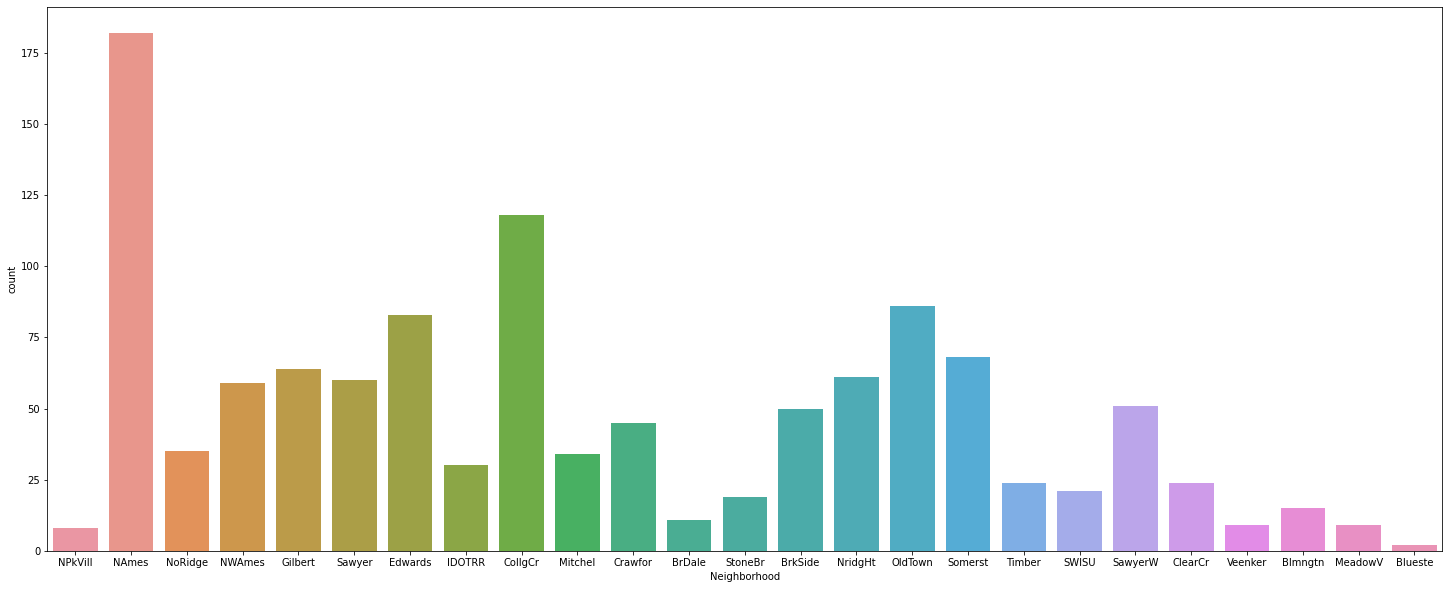 175
150
125
100
75
50
25
0
count
NPkVill NAmes NoRidge NWAmes Gilbert Sawyer Edwards IDOTRR CollgCr Mitchel Crawfor BrDale StoneBr BrkSide NridgHt OldTown Somerst Timber SWISU SawyerW ClearCr Veenker Blmngtn MeadowV Blueste
Neighborhood